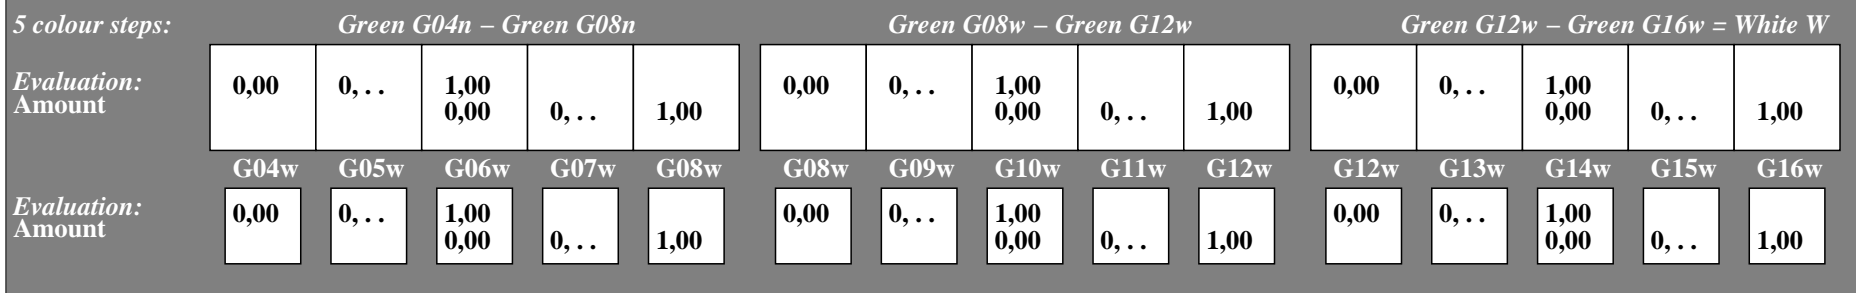 5 colour steps: Green G04n – Green G08n Green G08w – Green G12w Green G12w – Green G16w = White W
Evaluation: 0,00 0, . . 1,00 0,00 0, . . 1,00 0,00 0, . . 1,00
Amount 0,00 0, . . 1,00 0,00 0, . . 1,00 0,00 0, . . 1,00
G04w G05w G06w G07w G08w G08w G09w G10w G11w G12w G12w G13w G14w G15w G16w
Evaluation: 0,00 0, . . 1,00 0,00 0, . . 1,00 0,00 0, . . 1,00
Amount 0,00 0, . . 1,00 0,00 0, . . 1,00 0,00 0, . . 1,00